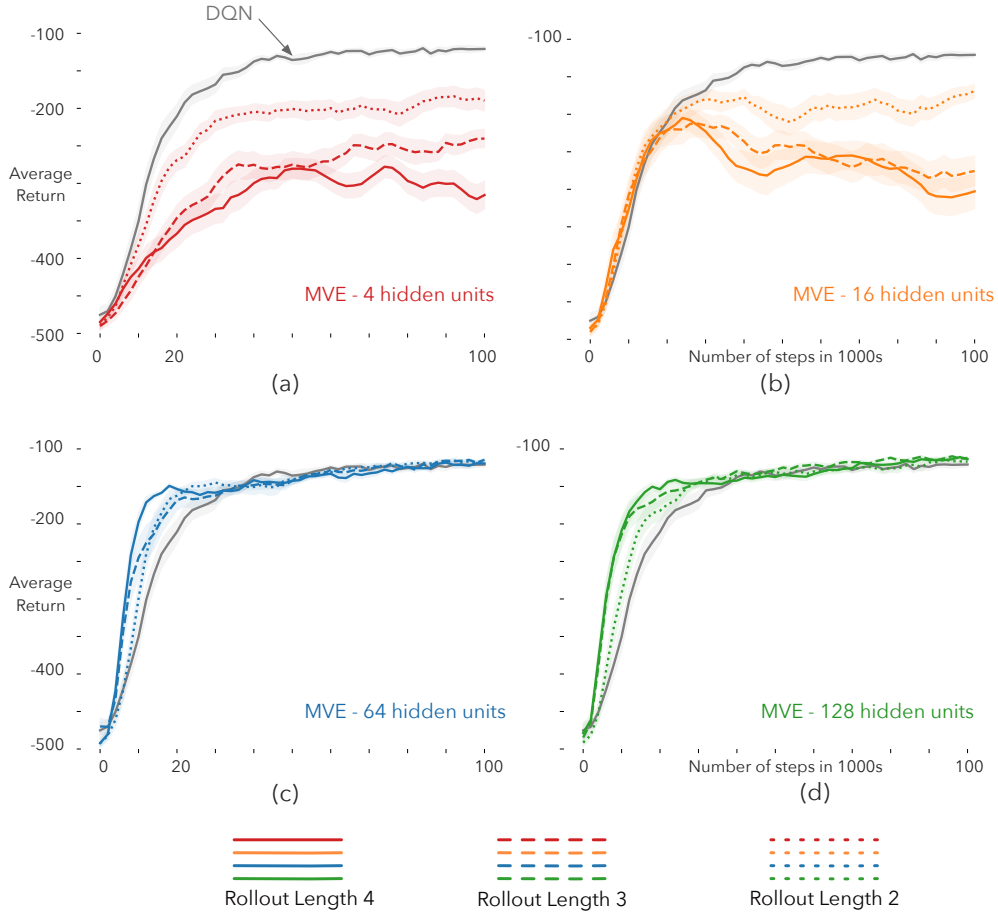 DQN
-100
-200
Average
Return
-400
-500
MVE - 4 hidden units
0
20
100
(a)
-100
MVE - 16 hidden units
0
Number of steps in 1000s
100
(b)
-100
-200
Average
Return
-400
-500
MVE - 64 hidden units
0
20
100
(c)
-100
MVE - 128 hidden units
0
Number of steps in 1000s
100
(d)
Rollout Length 4
Rollout Length 3
Rollout Length 2